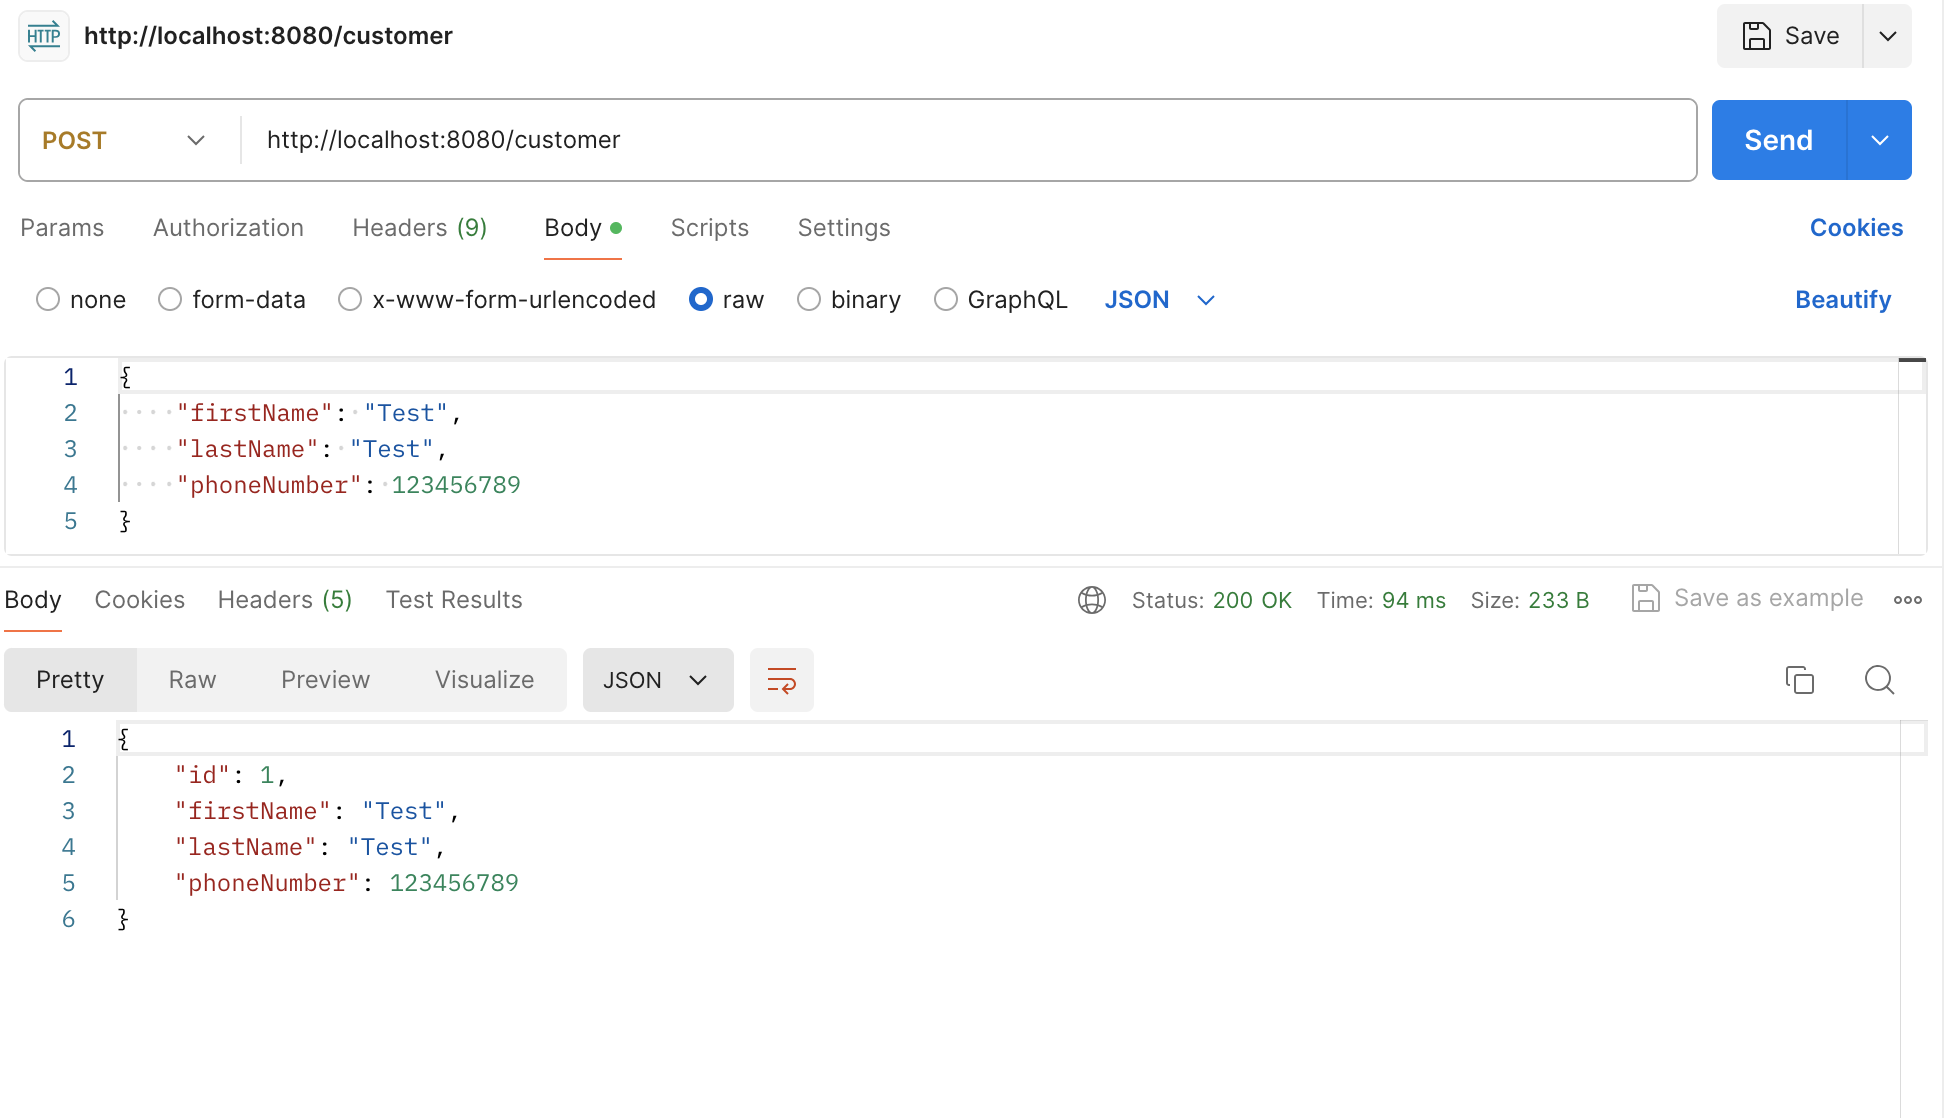 HTTP http://localhost:8080/customer Save
POST http://localhost:8080/customer Send
Params Authorization Headers (9) Body Scripts Settings Cookies
none form-data x-www-form-urlencoded raw binary GraphQL JSON Beautify
1 {
2 "firstName": "Test",
3 "lastName": "Test",
4 "phoneNumber": 123456789
5 }
Body Cookies Headers (5) Test Results Status: 200 OK Time: 94 ms Size: 233 B Save as example
Pretty Raw Preview Visualize JSON
1 {
2 "id": 1,
3 "firstName": "Test",
4 "lastName": "Test",
5 "phoneNumber": 123456789
6 }